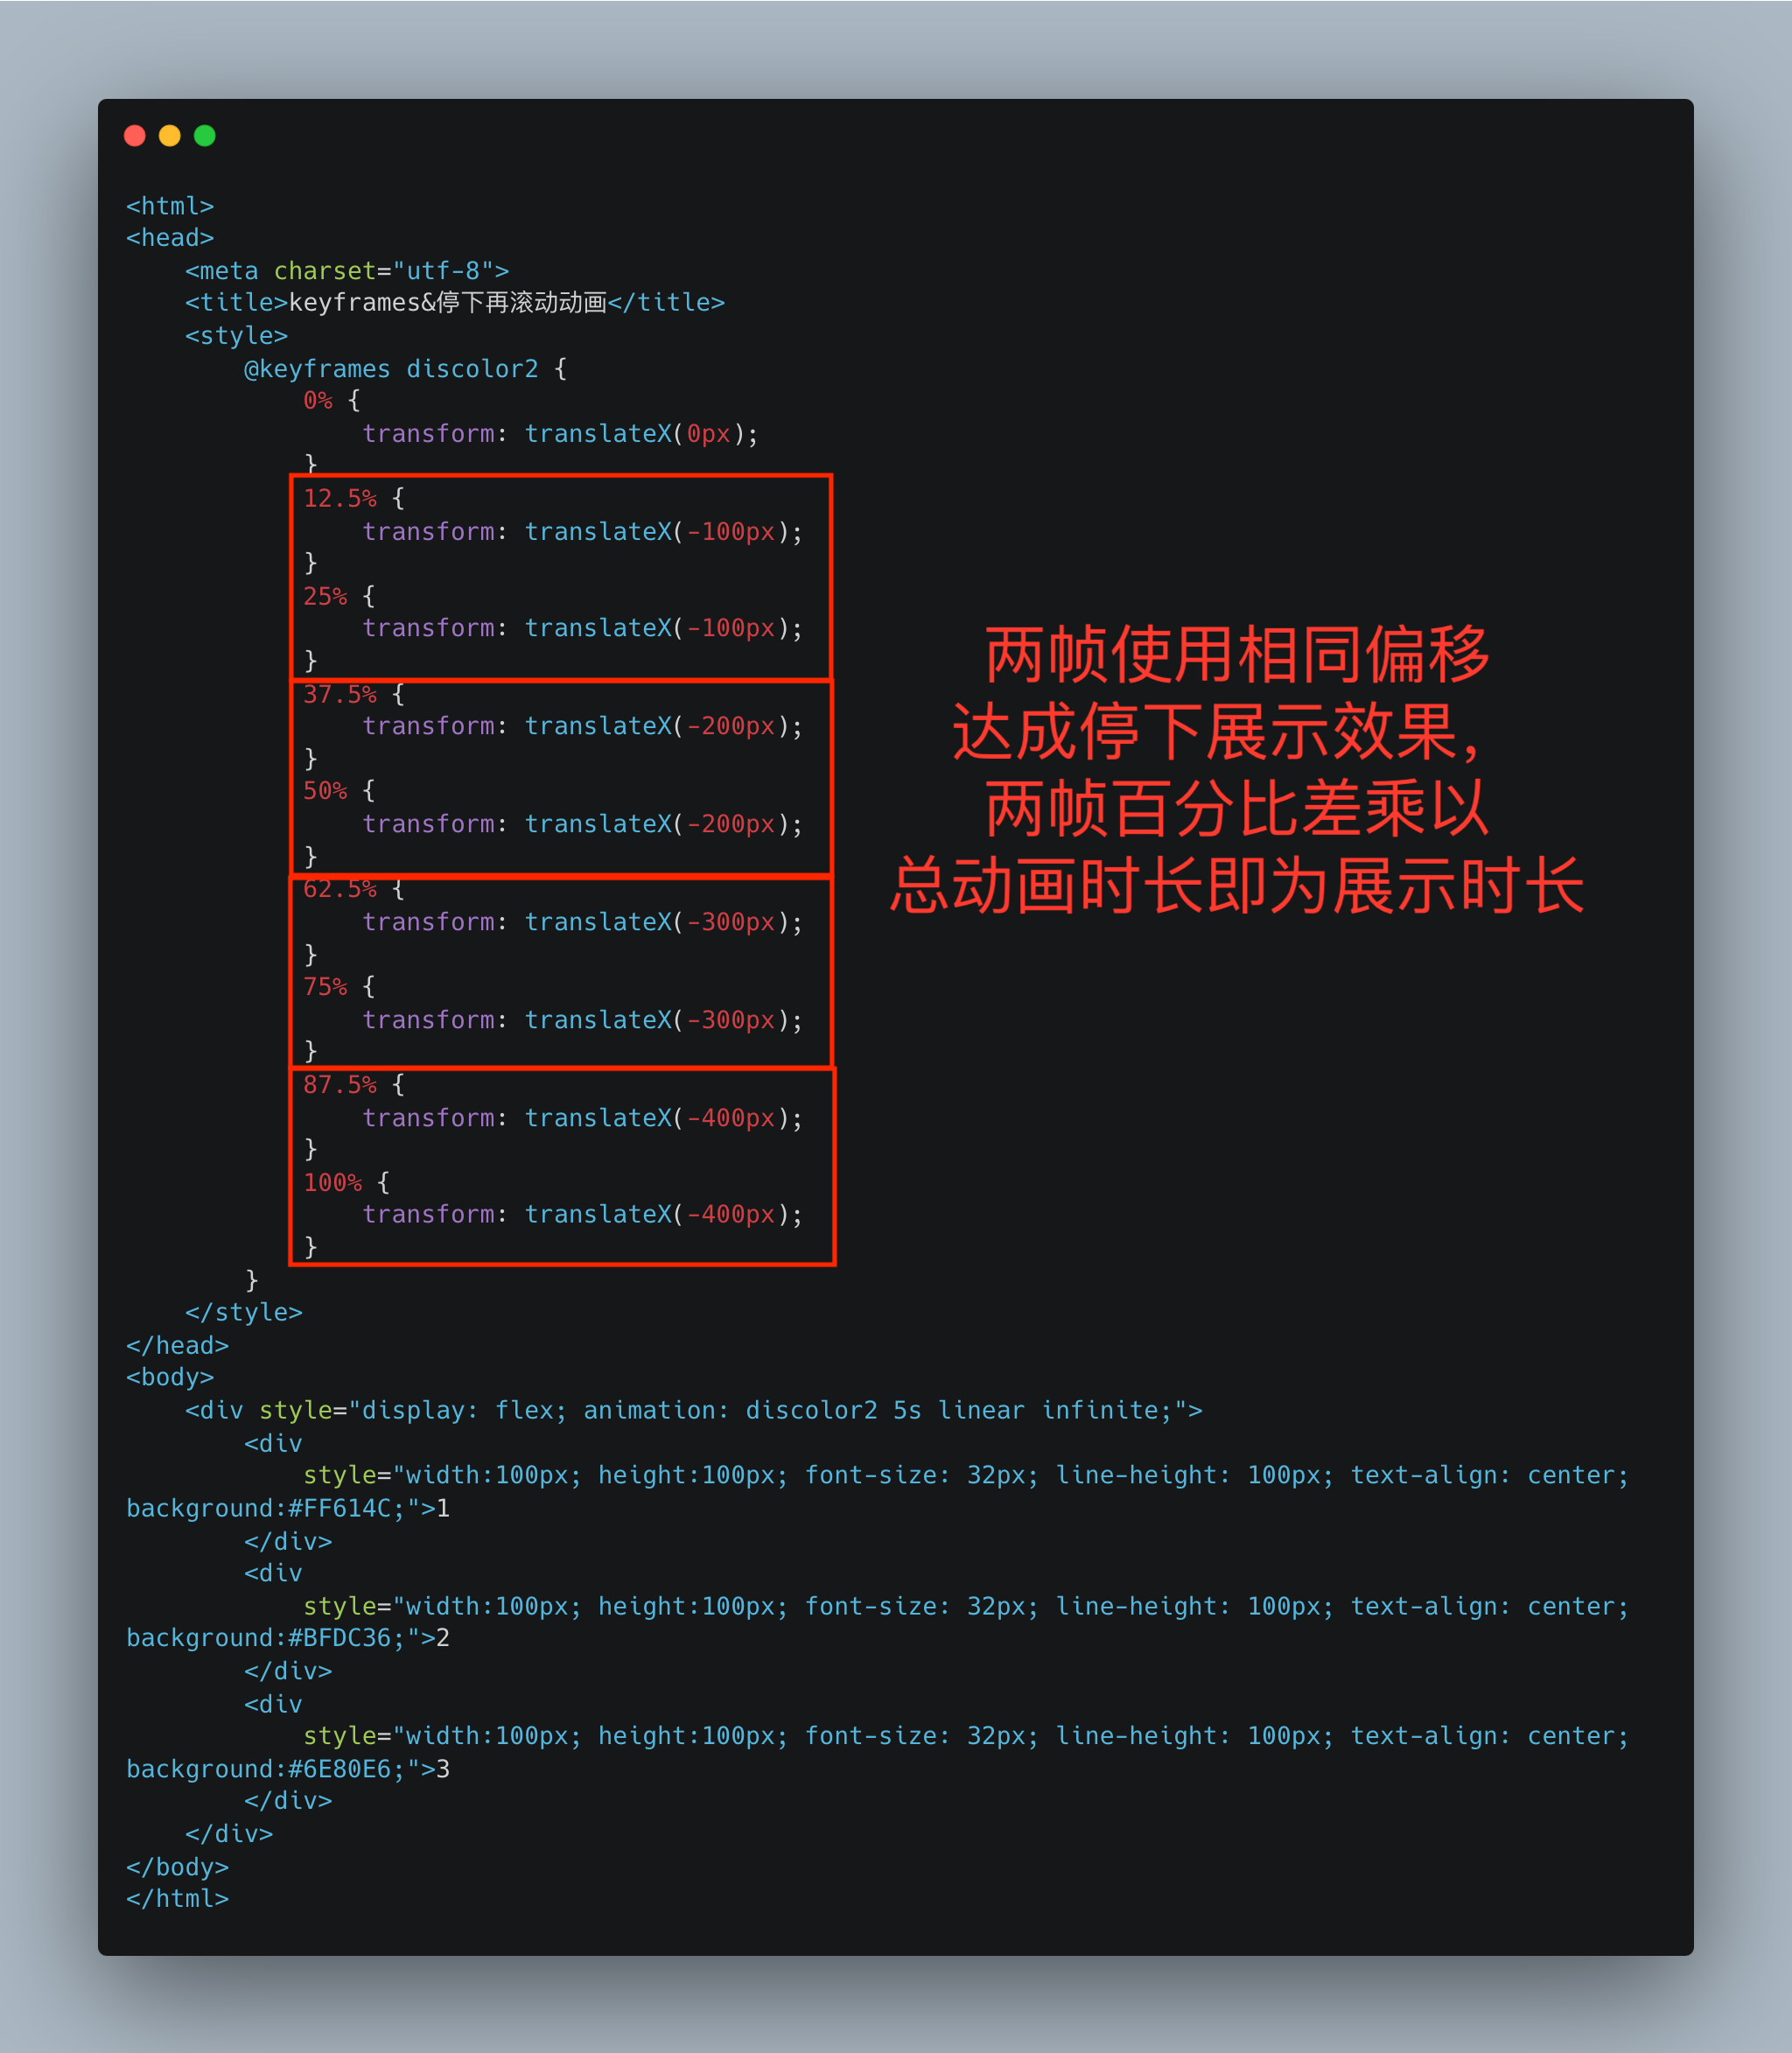 <html>
<head>
    <meta charset="utf-8">
    <title>keyframes&停下再滚动动画</title>
    <style>
        @keyframes discolor2 {
            0% {
                transform: translateX(0px);
            }
            12.5% {
                transform: translateX(-100px);
            }
            25% {
                transform: translateX(-100px);
            }
            37.5% {
                transform: translateX(-200px);
            }
            50% {
                transform: translateX(-200px);
            }
            62.5% {
                transform: translateX(-300px);
            }
            75% {
                transform: translateX(-300px);
            }
            87.5% {
                transform: translateX(-400px);
            }
            100% {
                transform: translateX(-400px);
            }
        }
    </style>
</head>
<body>
    <div style="display: flex; animation: discolor2 5s linear infinite;">
        <div
            style="width:100px; height:100px; font-size: 32px; line-height: 100px; text-align: center;
background:#FF614C;">1
        </div>
        <div
            style="width:100px; height:100px; font-size: 32px; line-height: 100px; text-align: center;
background:#BFDC36;">2
        </div>
        <div
            style="width:100px; height:100px; font-size: 32px; line-height: 100px; text-align: center;
background:#6E80E6;">3
        </div>
    </div>
</body>
</html>
两帧使用相同偏移
达成停下展示效果，
两帧百分比差乘以
总动画时长即为展示时长